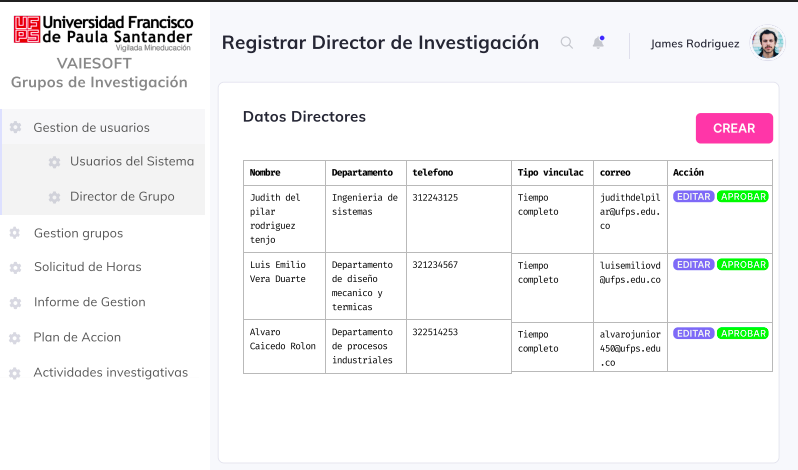 UFPS
Universidad Francisco
de Paula Santander
Vigilada Mineducación
VAIESOFT
Grupos de Investigación
Gestion de usuarios
Usuarios del Sistema
Director de Grupo
Gestion grupos
Solicitud de Horas
Informe de Gestion
Plan de Accion
Actividades investigativas
Registrar Director de Investigación
James Rodriguez
Datos Directores
CREAR
Nombre Departamento telefono Tipo vinculac correo Acción
Judith del Ingenieria de 312243125 Tiempo judithdelpil EDITAR APROBAR
pilar sistemas completo ar@ufps.edu.
rodriguez co
tenjo
Luis Emilio Departamento 321234567 Tiempo luisemiliovd EDITAR APROBAR
Vera Duarte de diseño completo @ufps.edu.co
mecanico y
termicas
Alvaro Departamento 322514253 Tiempo alvarojunior EDITAR APROBAR
Caicedo Rolon de procesos completo 450@ufps.edu
industriales .co